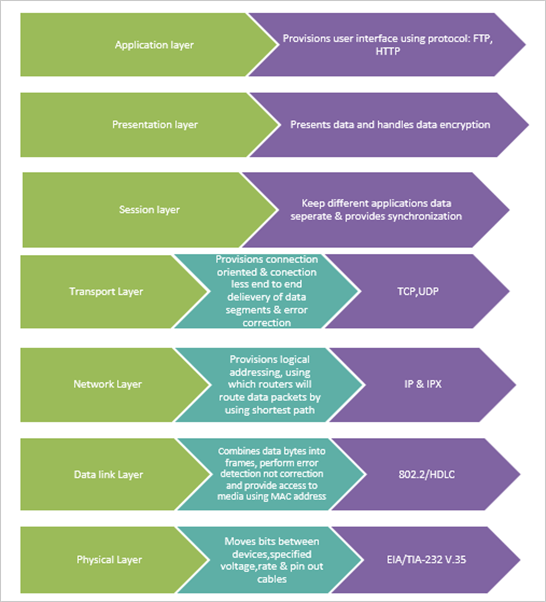 Application layer
Provisions user interface using protocol: FTP,
HTTP
Presentation layer
Presents data and handles data encryption
Session layer
Keep different applications data
seperate & provides synchronization
Transport Layer
Provisions connection
oriented & conection
less end to end
delievery of data
segments & error
correction
TCP,UDP
Network Layer
Provisions logical
addressing, using
which routers will
route data packets by
using shortest path
IP & IPX
Data link Layer
Combines data bytes into
frames, perform error
detection not correction
and provide access to
media using MAC address
802.2/HDLC
Physical Layer
Moves bits between
devices,specified
voltage,rate & pin out
cables
EIA/TIA-232 V.35